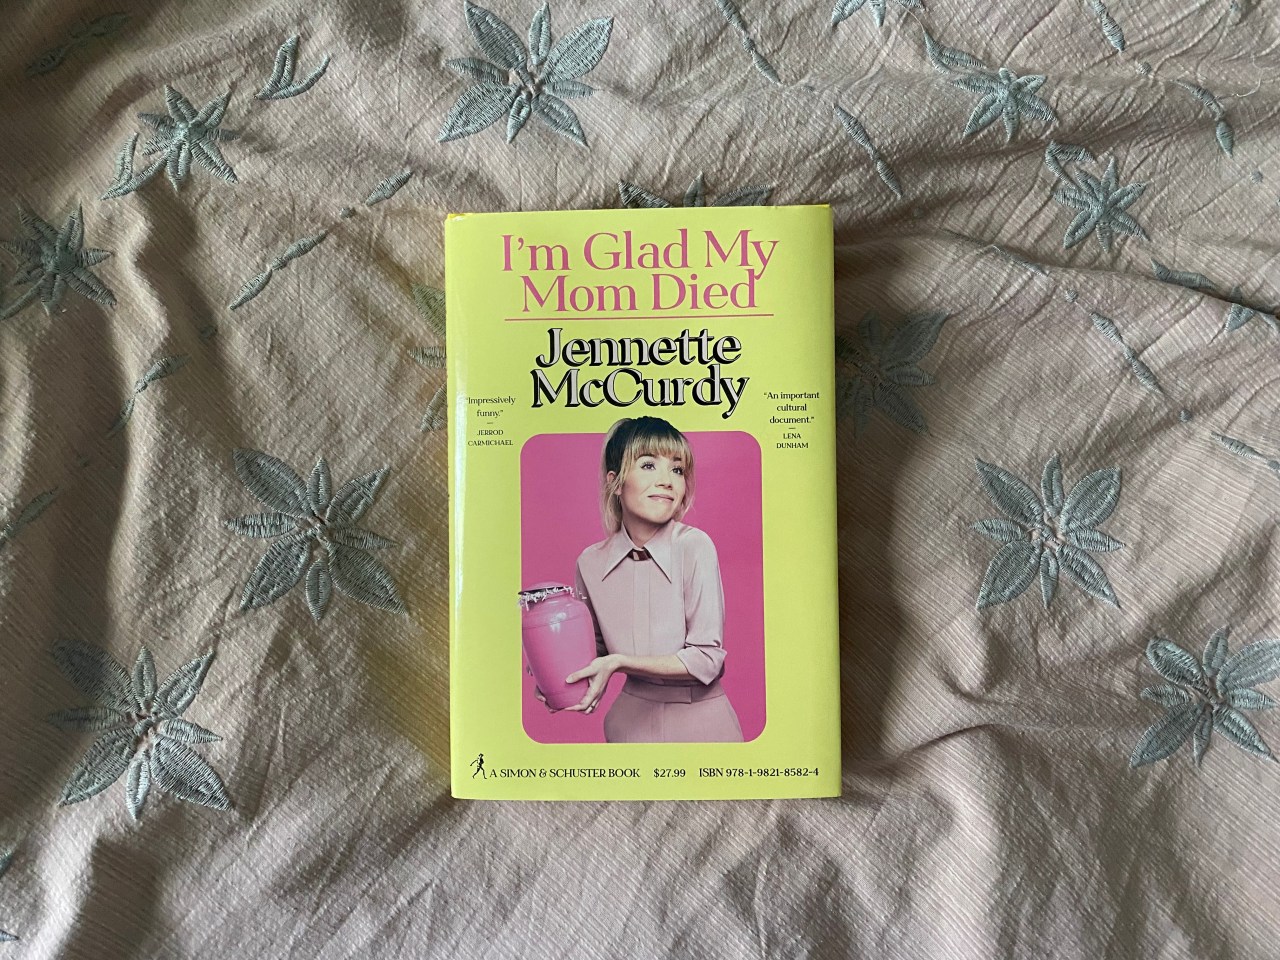 I'm Glad My
Mom Died
Jennette
McCurdy
"Impressively
funny."
—
JERROD
CARMICHAEL
"An important
cultural
document."
—
LENA
DUNHAM
A SIMON & SCHUSTER BOOK $27.99 ISBN 978-1-9821-8582-4